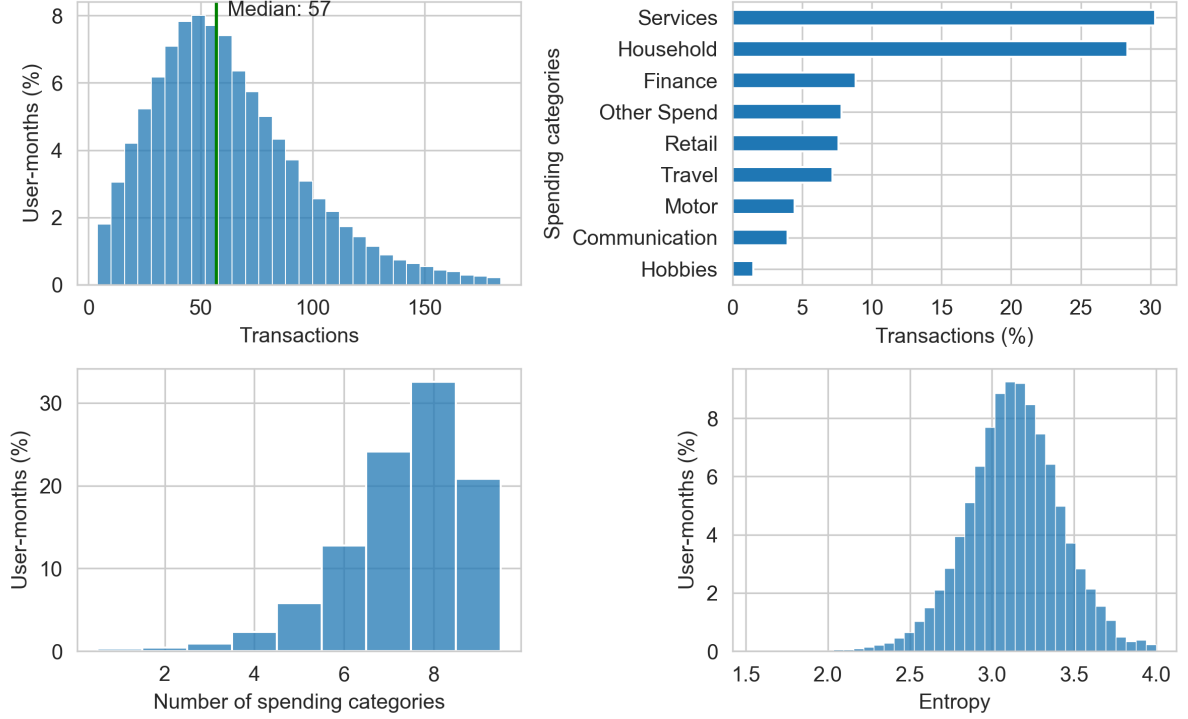 Median: 57
User-months (%)
8
6
4
2
0
0 50 100 150
Transactions
Spending categories
Services
Household
Finance
Other Spend
Retail
Travel
Motor
Communication
Hobbies
0 5 10 15 20 25 30
Transactions (%)
User-months (%)
30
20
10
0
2 4 6 8
Number of spending categories
User-months (%)
8
6
4
2
0
1.5 2.0 2.5 3.0 3.5 4.0
Entropy